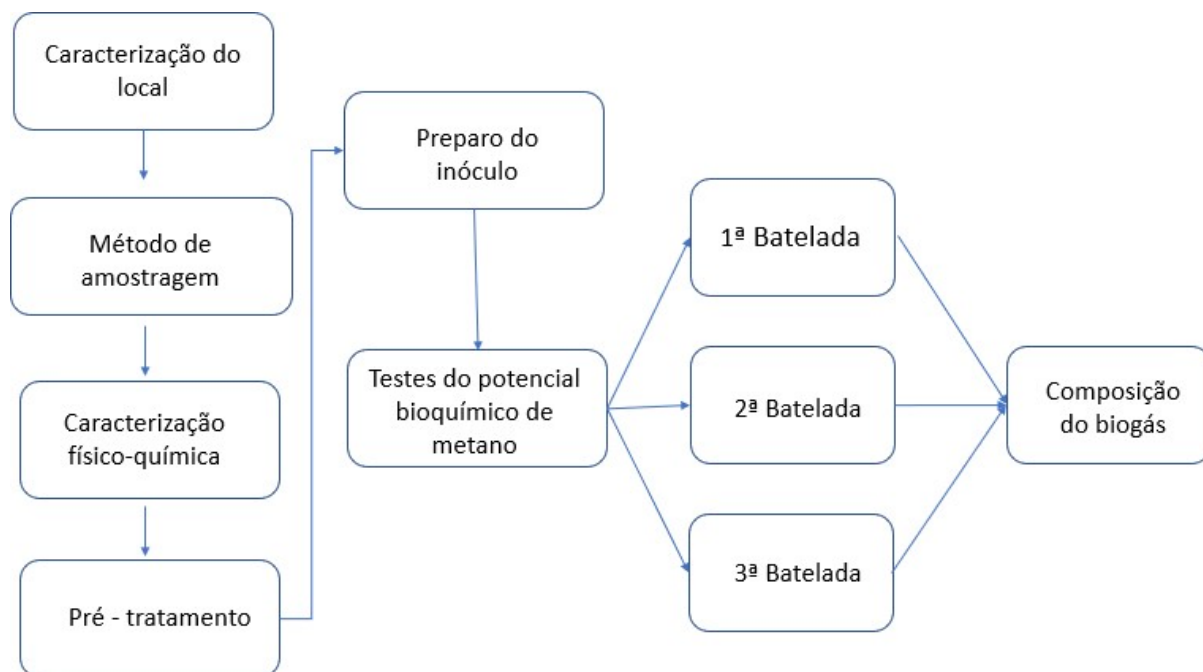 Caracterização do
local
Método de
amostragem
Caracterização
físico-química
Pré - tratamento
Preparo do
inóculo
Testes do potencial
bioquímico de
metano
1ª Batelada
2ª Batelada
3ª Batelada
Composição
do biogás